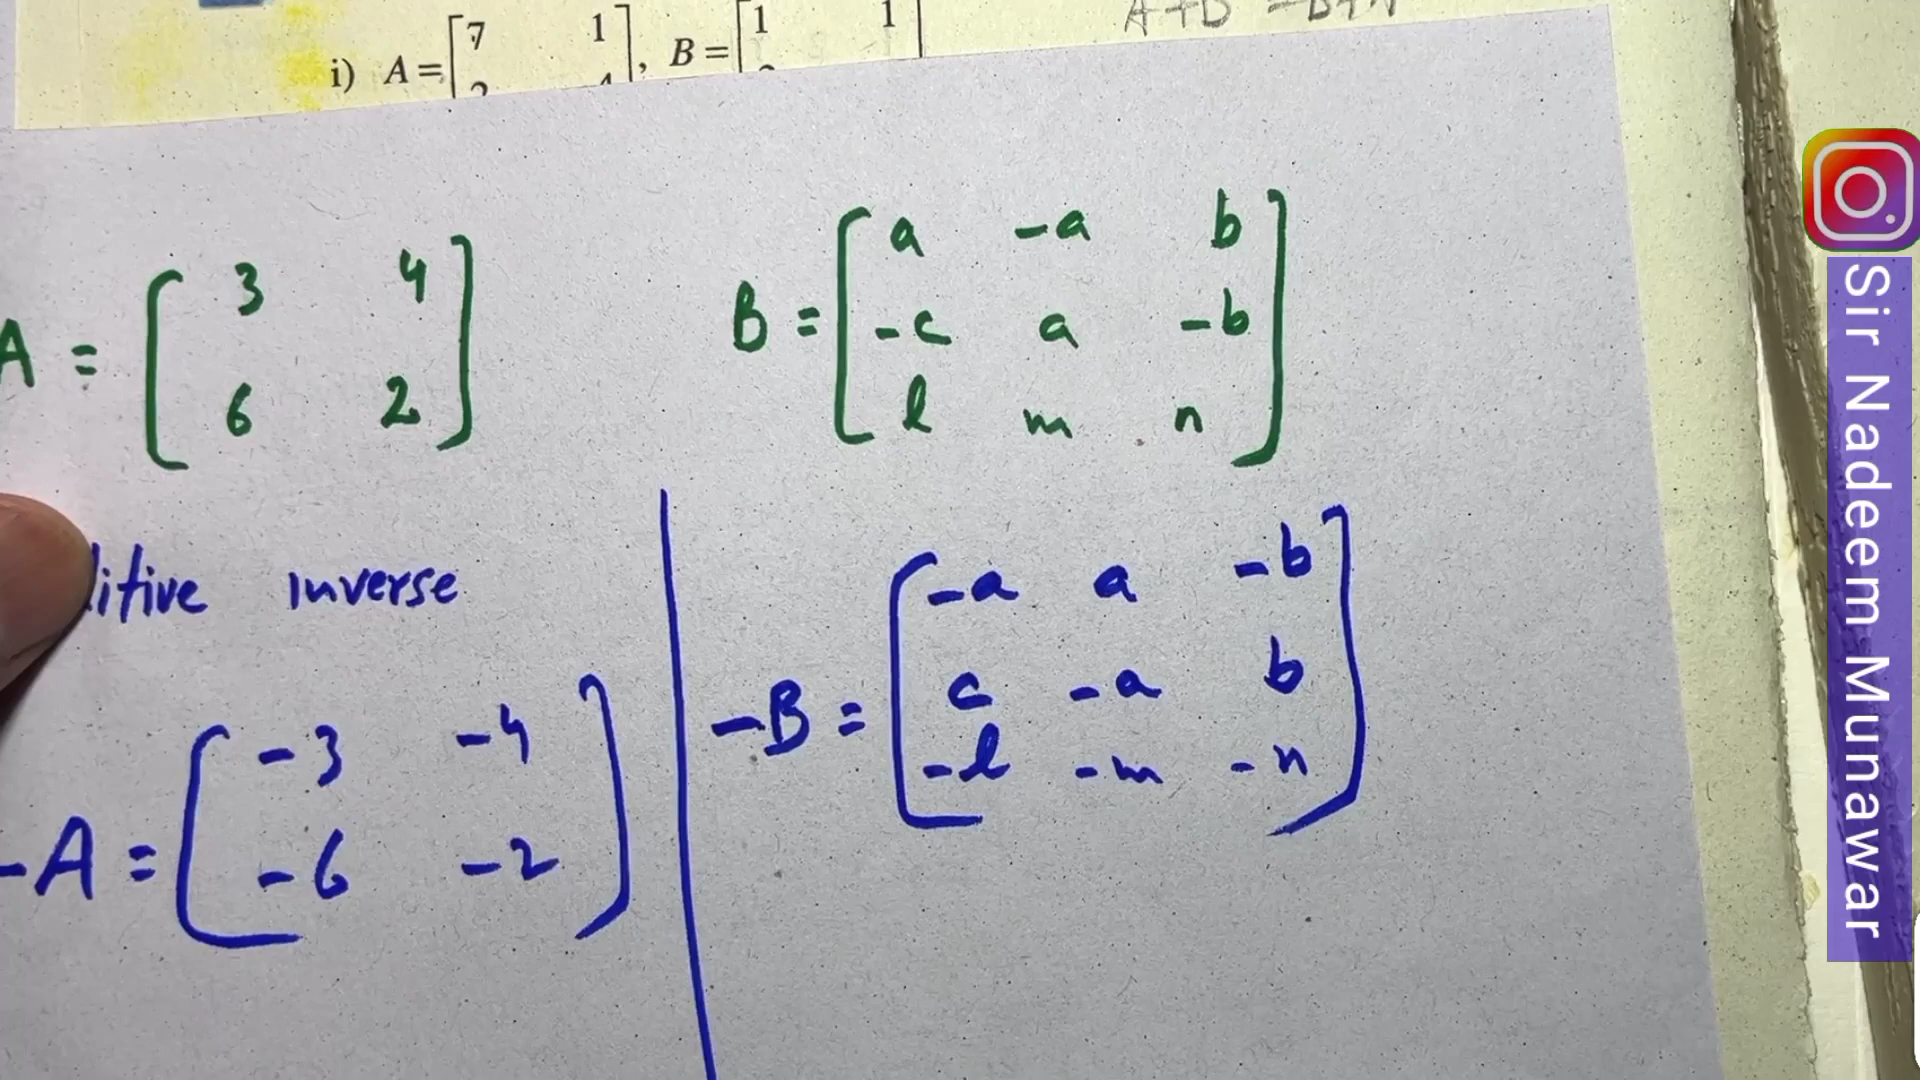 i) A = [7 1], B = [1 1]
A + B = B + A
A = [3 4
6 2]
B = [a -a b
-c a -b
l m n]
litive inverse
-A = [-3 -4
-6 -2]
-B = [-a a -b
c -a b
-l -m -n]
Sir Nadeem Munawar